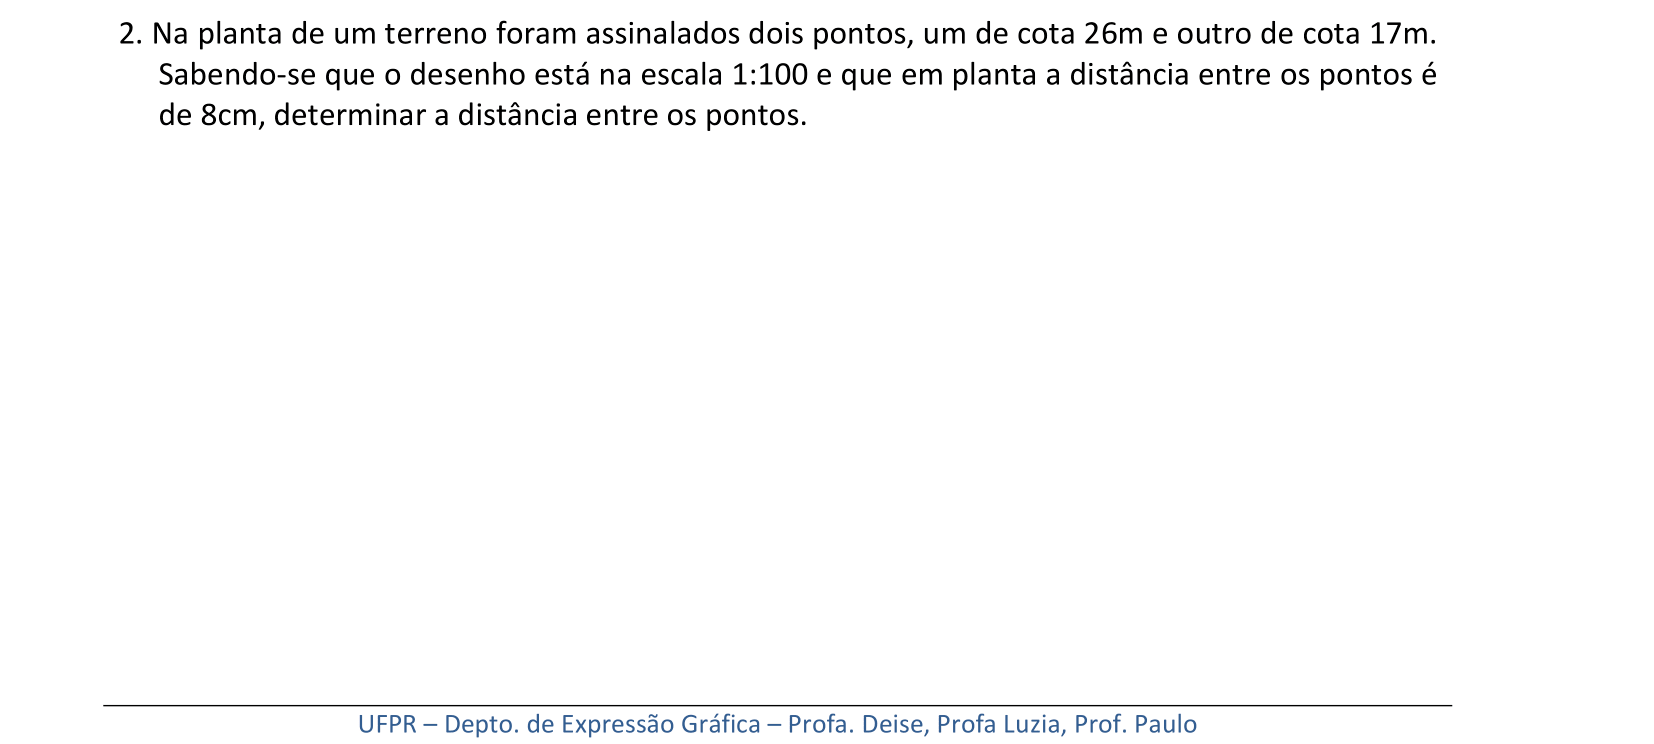 2. Na planta de um terreno foram assinalados dois pontos, um de cota 26m e outro de cota 17m.
Sabendo-se que o desenho está na escala 1:100 e que em planta a distância entre os pontos é
de 8cm, determinar a distância entre os pontos.
UFPR – Depto. de Expressão Gráfica – Profa. Deise, Profa Luzia, Prof. Paulo